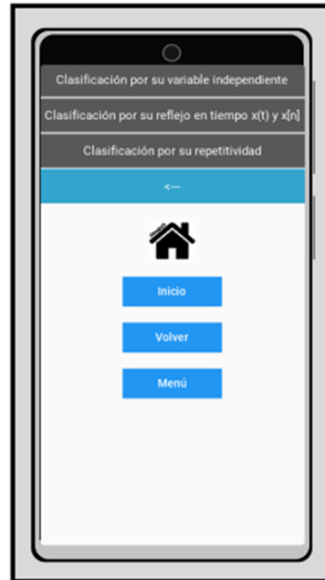 Clasificación por su variable independiente
Clasificación por su reflejo en tiempo x(t) y x[n]
Clasificación por su repetitividad
<---
Inicio
Volver
Menú